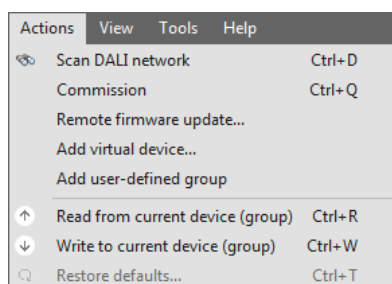 Actions View Tools Help
Scan DALI network Ctrl+D
Commission Ctrl+Q
Remote firmware update...
Add virtual device...
Add user-defined group
Read from current device (group) Ctrl+R
Write to current device (group) Ctrl+W
Restore defaults... Ctrl+T